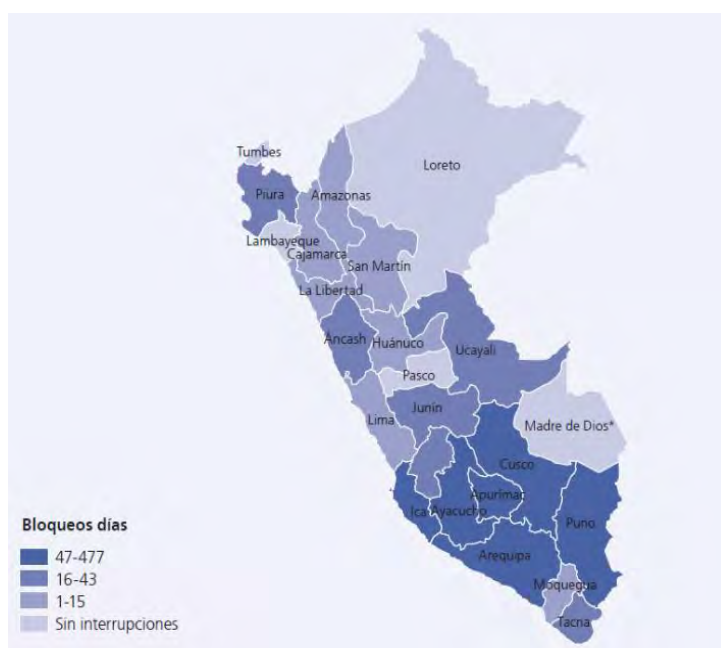 Tumbes
Loreto
Piura
Amazonas
Lambayeque
Cajamarca
San Martín
La Libertad
Áncash
Huánuco
Ucayali
Pasco
Junín
Lima
Madre de Dios*
Cusco
Apurímac
Ica
Ayacucho
Puno
Arequipa
Moquegua
Tacna
Bloqueos días
47-477
16-43
1-15
Sin interrupciones